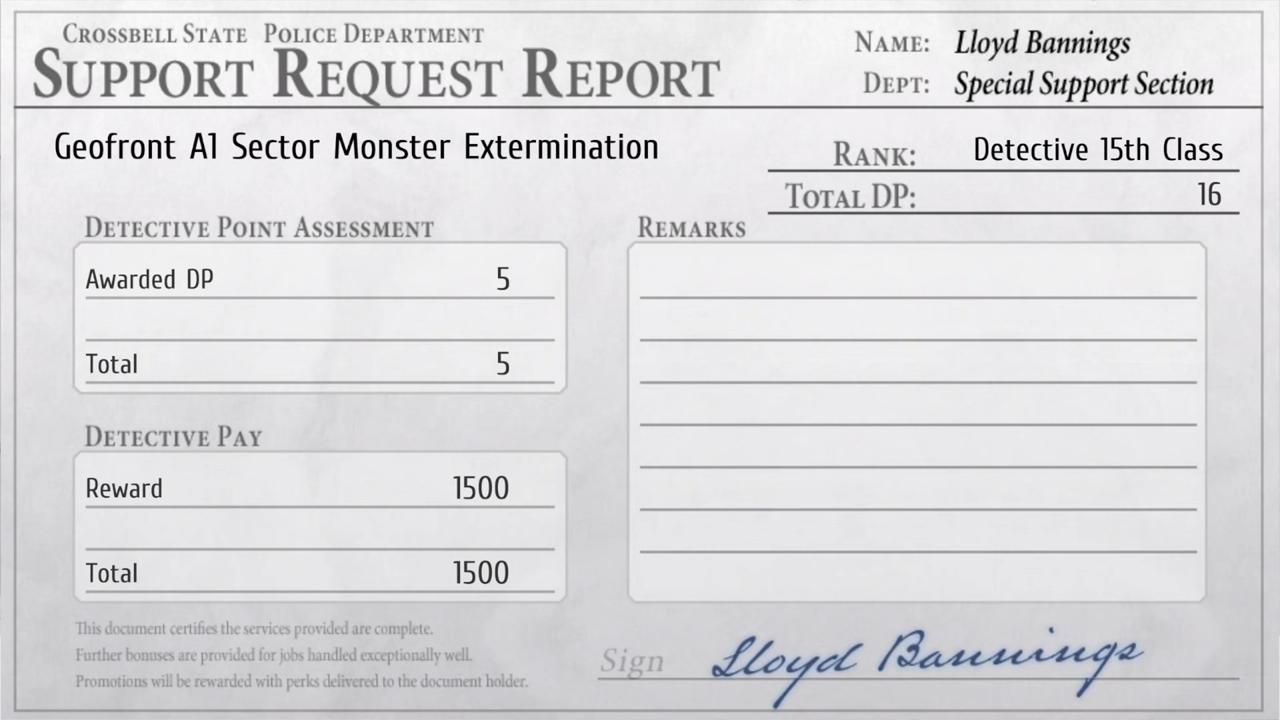 Crossbell State Police Department
Support Request Report
Name: Lloyd Bannings
Dept: Special Support Section
Geofront A1 Sector Monster Extermination
Rank: Detective 15th Class
Total DP: 16
Detective Point Assessment
Awarded DP 5
Total 5
Remarks
Detective Pay
Reward 1500
Total 1500
This document certifies the services provided are complete.
Further bonuses are provided for jobs handled exceptionally well.
Promotions will be rewarded with perks delivered to the document holder.
Sign Lloyd Bannings